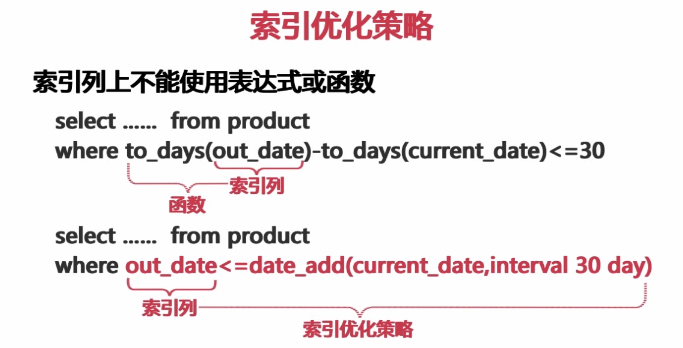 索引优化策略
索引列上不能使用表达式或函数
select ...... from product
where to_days(out_date)-to_days(current_date)<=30
索引列
函数
select ...... from product
where out_date<=date_add(current_date,interval 30 day)
索引列
索引优化策略